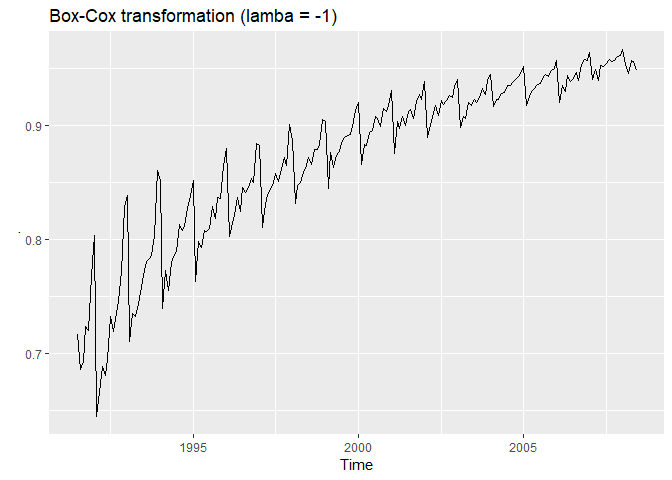 Box-Cox transformation (lamba = -1)
0.9
0.8
.
0.7
1995 2000 2005
Time